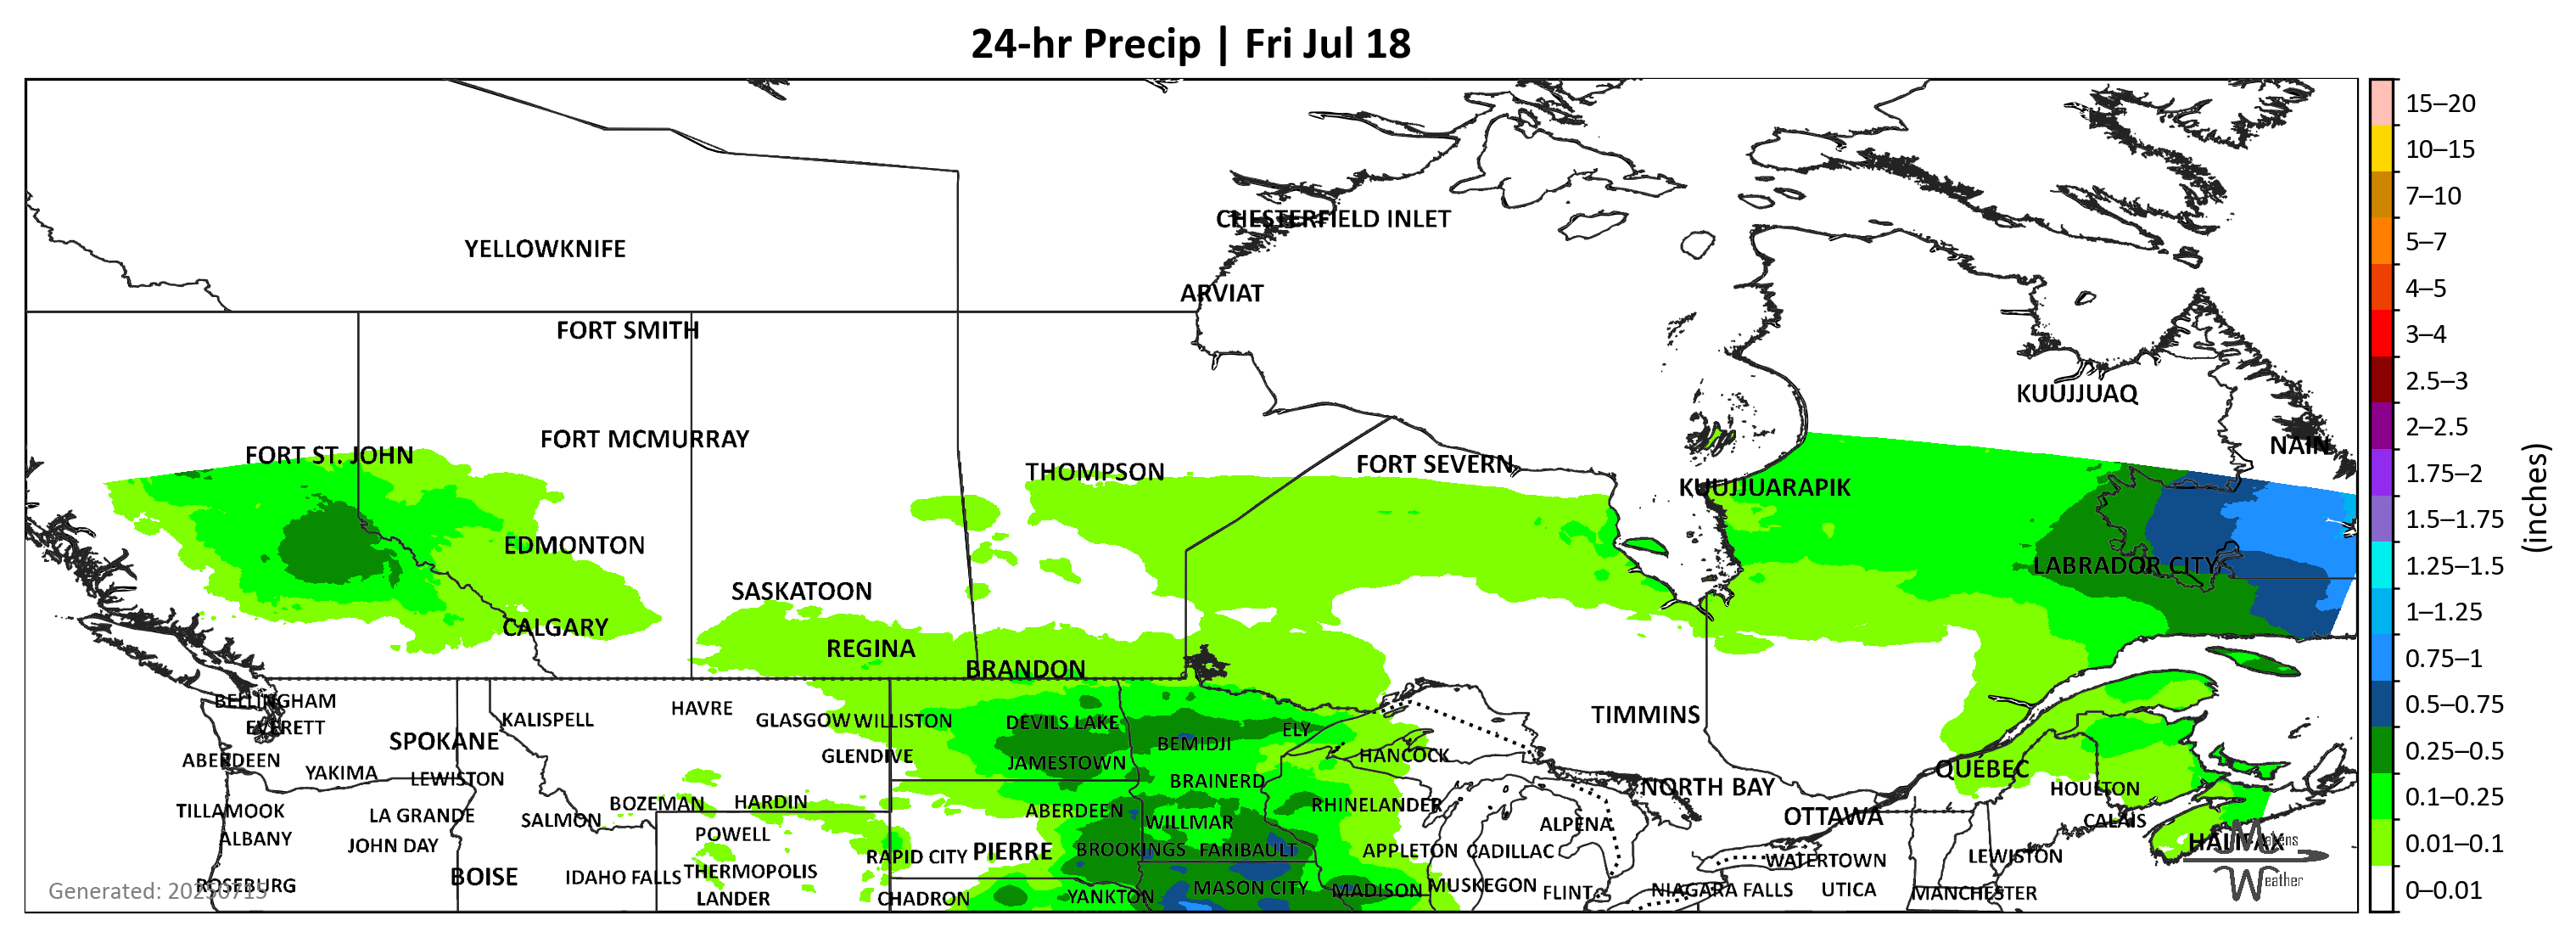 24-hr Precip | Fri Jul 18
15–20
10–15
7–10
5–7
4–5
3–4
2.5–3
2–2.5
1.75–2
1.5–1.75
1.25–1.5
1–1.25
0.75–1
0.5–0.75
0.25–0.5
0.1–0.25
0.01–0.1
0–0.01
(inches)
CHESTERFIELD INLET
YELLOWKNIFE
ARVIAT
FORT SMITH
KUUJJUAQ
FORT MCMURRAY
NAIN
FORT ST. JOHN
FORT SEVERN
THOMPSON
KUUJJUARAPIK
EDMONTON
LABRADOR CITY
SASKATOON
CALGARY
REGINA
BRANDON
BELLINGHAM
HAVRE
TIMMINS
KALISPELL
GLASGOW
WILLISTON
DEVILS LAKE
EVERETT
ELY
SPOKANE
BEMIDJI
GLENDIVE
HANCOCK
ABERDEEN
JAMESTOWN
QUÉBEC
YAKIMA
LEWISTON
BRAINERD
NORTH BAY
HOULTON
BOZEMAN
HARDIN
RHINELANDER
TILLAMOOK
ABERDEEN
LA GRANDE
OTTAWA
SALMON
WILLMAR
CALAIS
ALPENA
POWELL
ALBANY
HALIFAX
JOHN DAY
BROOKINGS
FARIBAULT
APPLETON
CADILLAC
PIERRE
RAPID CITY
LEWISTON
WATERTOWN
THERMOPOLIS
BOISE
IDAHO FALLS
ROSEBURG
MASON CITY
MUSKEGON
MADISON
FLINT
NIAGARA FALLS
UTICA
MANCHESTER
LANDER
CHADRON
YANKTON
Generated: 20250715
Maxens
Weather